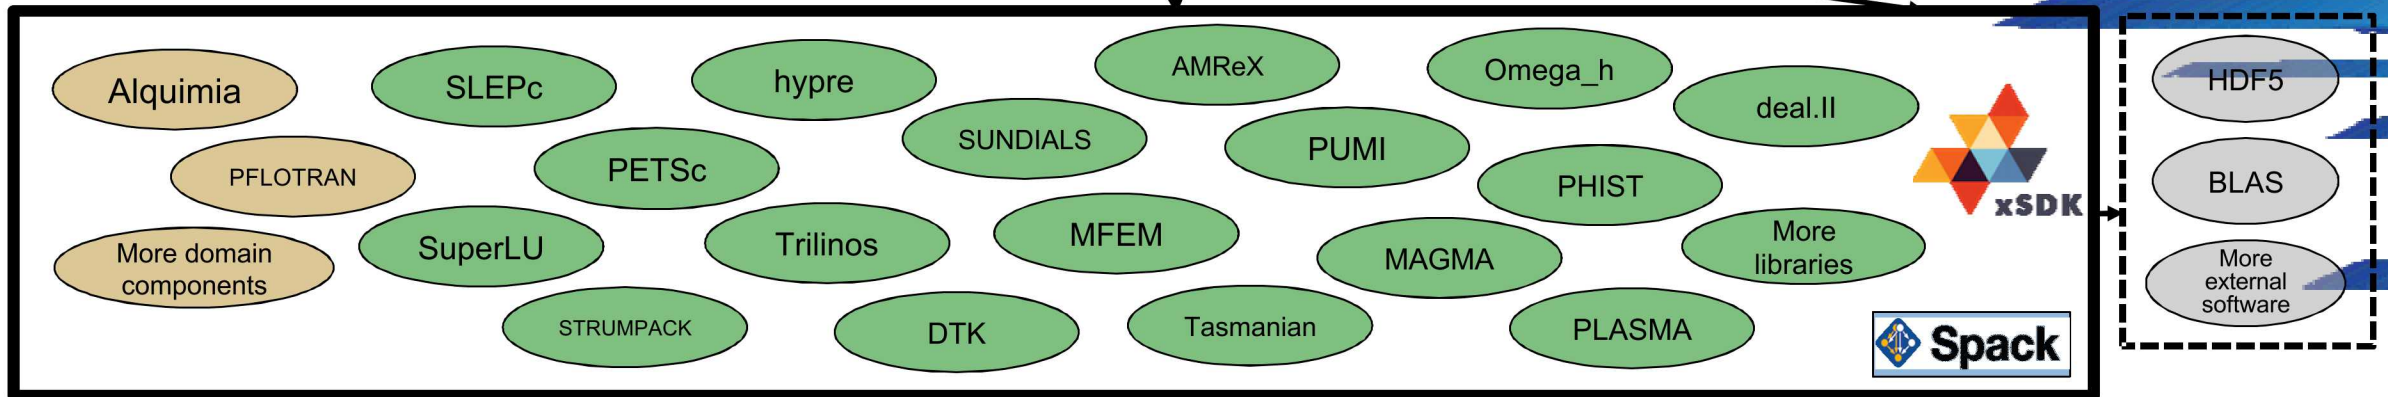 Alquimia
SLEPc
hypre
AMReX
Omega_h
deal.II
HDF5
PFLOTRAN
PETSc
SUNDIALS
PUMI
PHIST
xSDK
BLAS
More domain
components
SuperLU
Trilinos
MFEM
MAGMA
More
libraries
More
external
software
STRUMPACK
DTK
Tasmanian
PLASMA
Spack